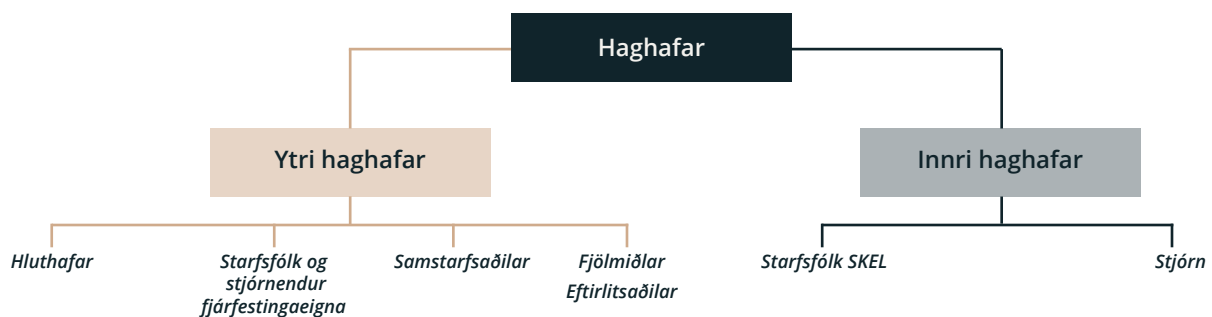 Haghafar
Ytri haghafar
Innri haghafar
Hluthafar
Starfsfólk og
stjórnendur
fjárfestingaeigna
Samstarfsaðilar
Fjölmiðlar
Eftirlitsaðilar
Starfsfólk SKEL
Stjórn